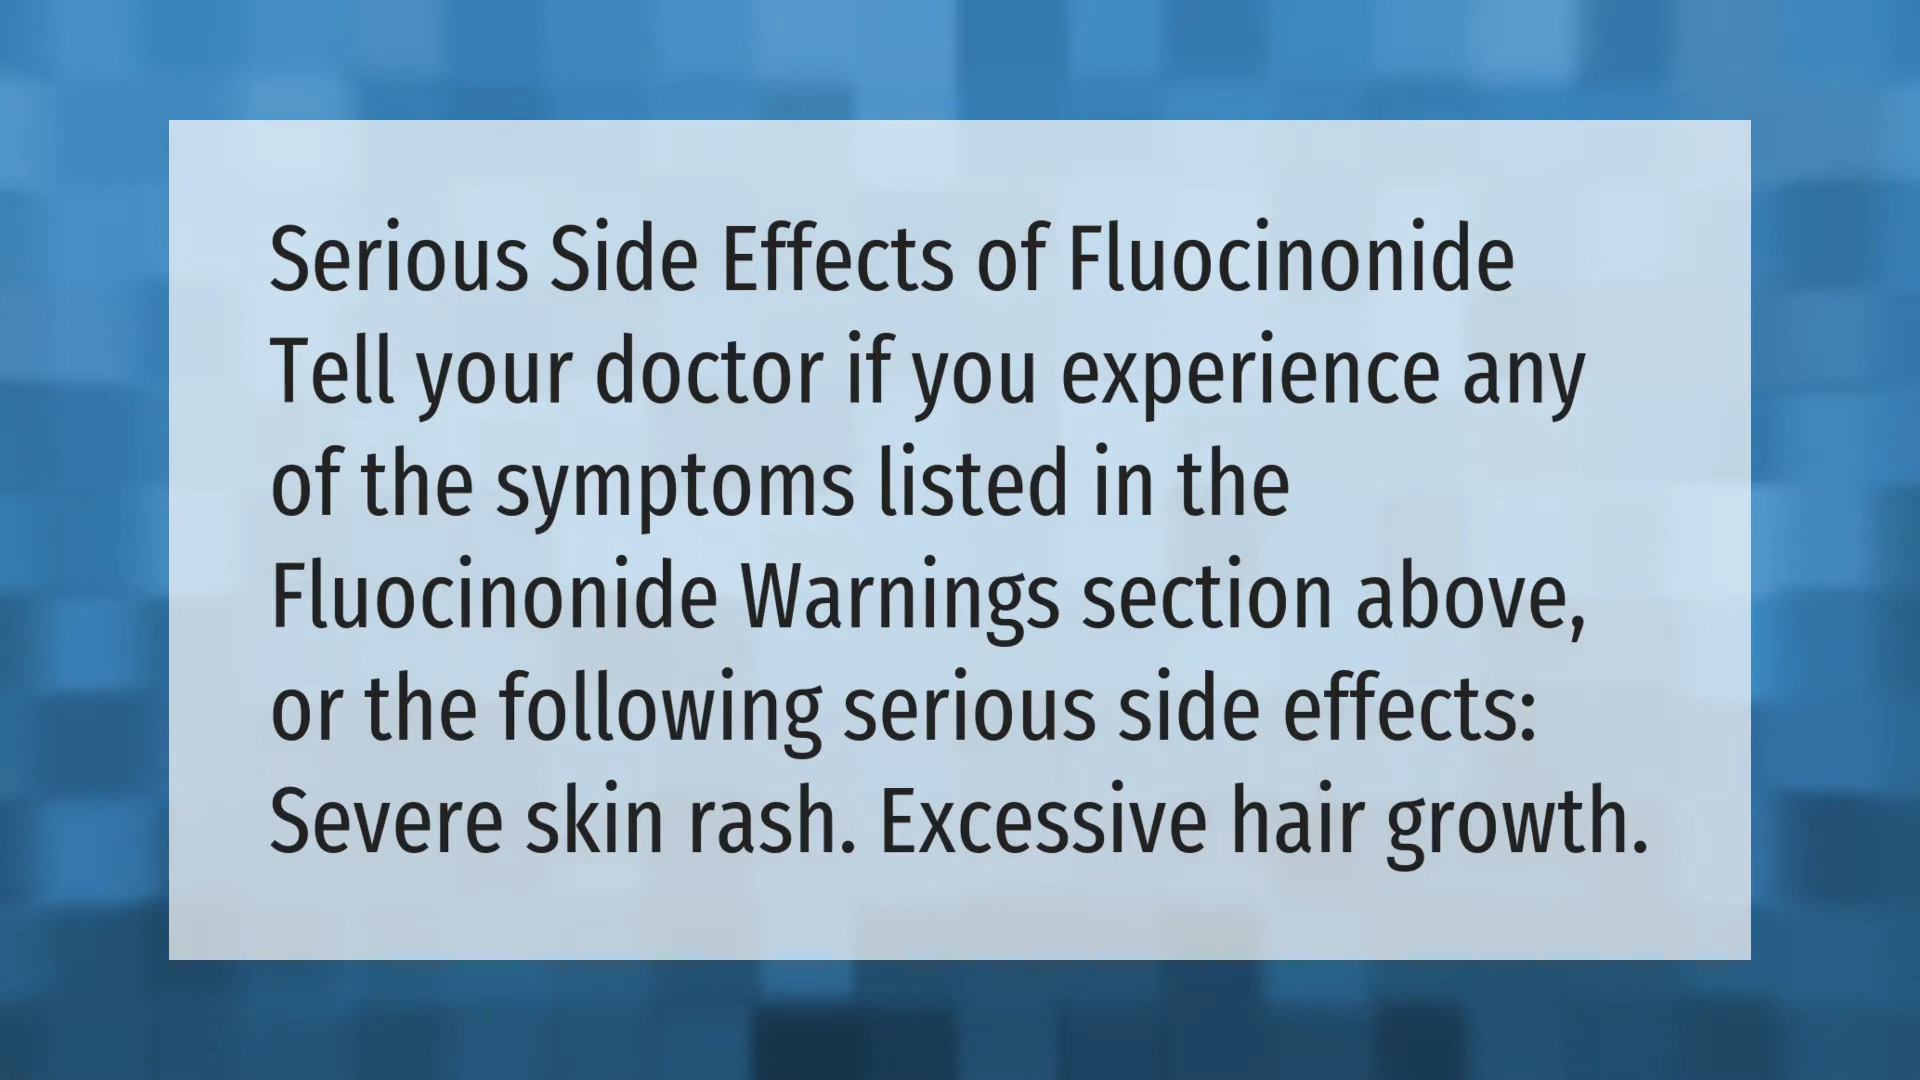 Serious Side Effects of Fluocinonide
Tell your doctor if you experience any
of the symptoms listed in the
Fluocinonide Warnings section above,
or the following serious side effects:
Severe skin rash. Excessive hair growth.